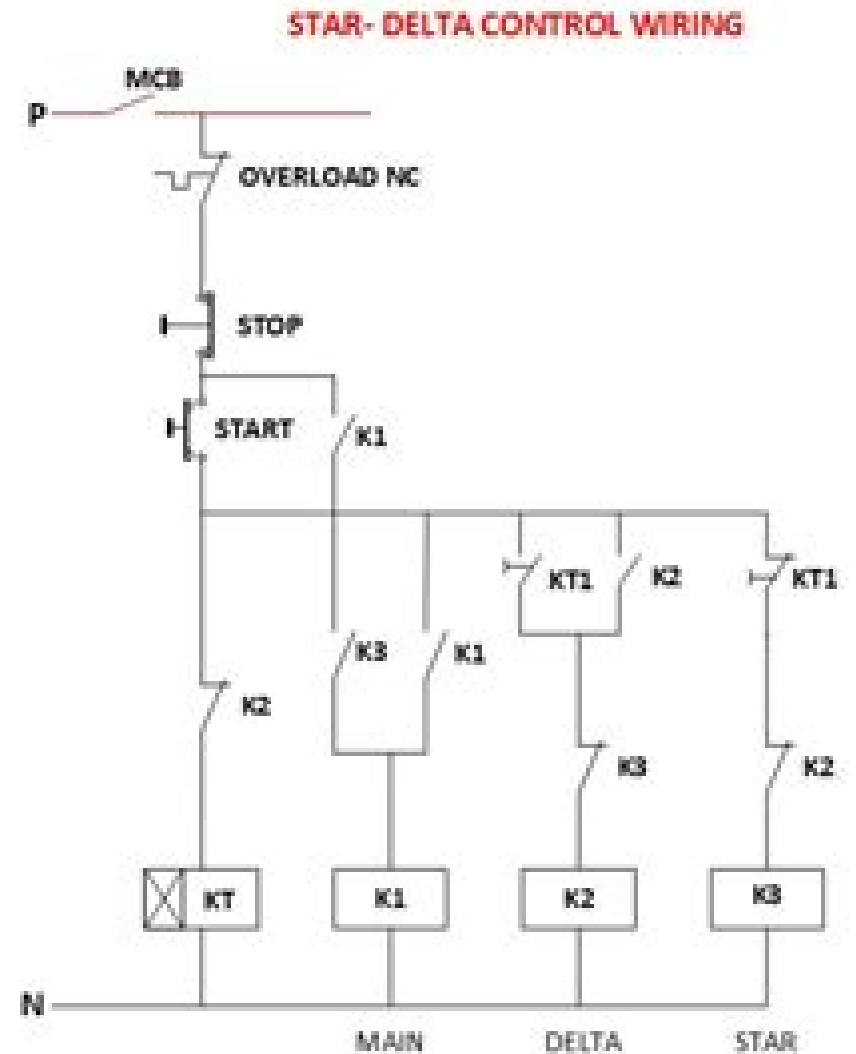 STAR- DELTA CONTROL WIRING
MCB
P
OVERLOAD NC
STOP
START
K1
KT1
K2
KT1
K3
K1
K2
K3
K2
KT
K1
K2
K3
N
MAIN
DELTA
STAR